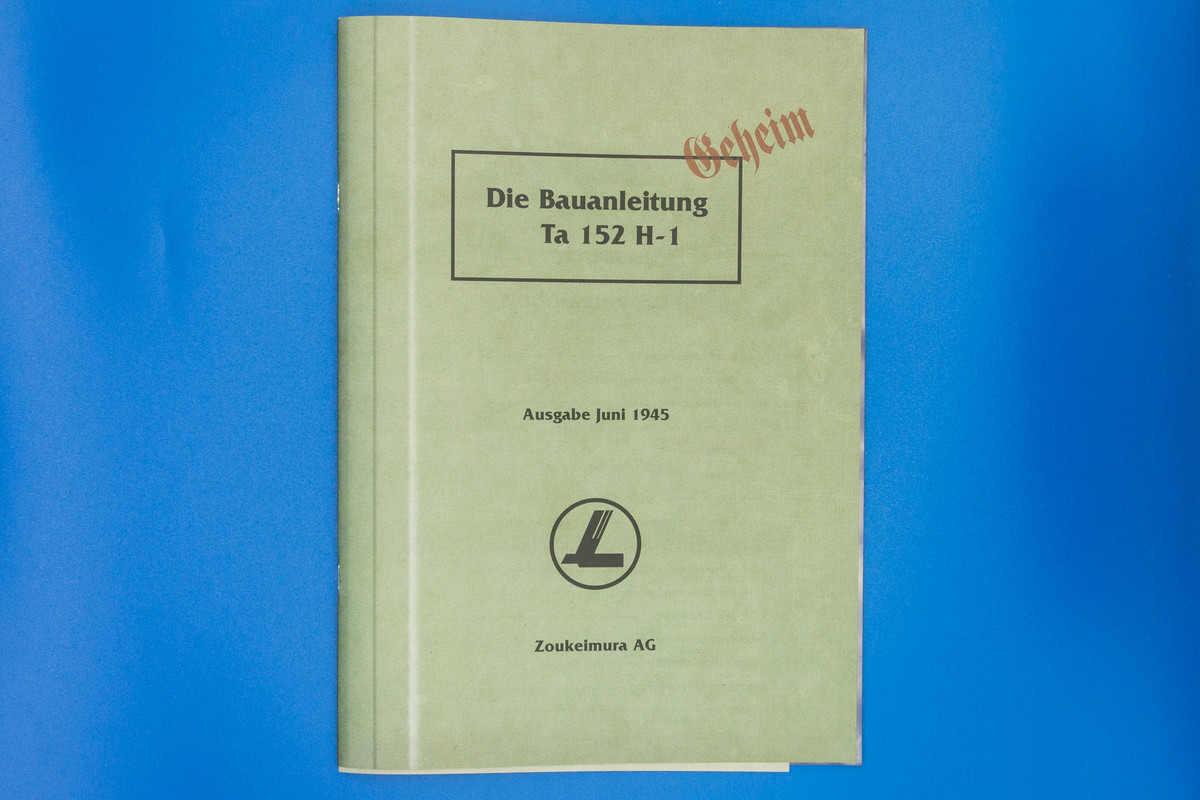 Geheim
Die Bauanleitung
Ta 152 H-1
Ausgabe Juni 1945
L
Zoukeimura AG